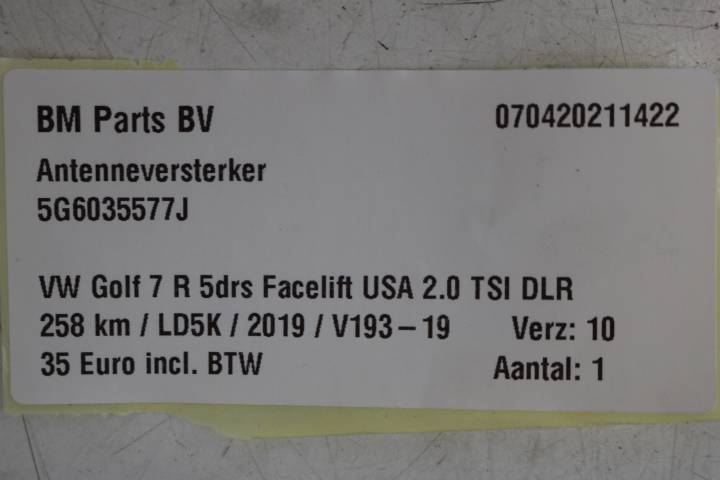 BM Parts BV 070420211422
Antenneversterker
5G6035577J
VW Golf 7 R 5drs Facelift USA 2.0 TSI DLR
258 km / LD5K / 2019 / V193-19 Verz: 10
35 Euro incl. BTW Aantal: 1